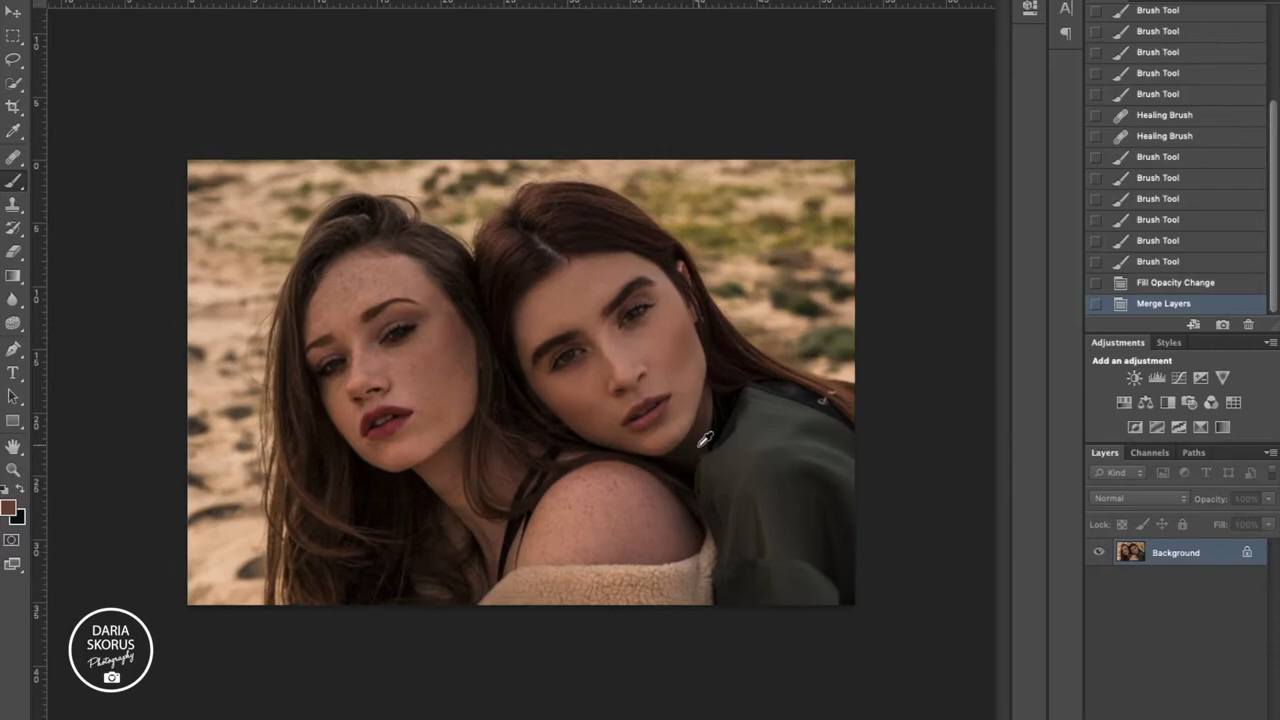 Brush Tool
Brush Tool
Brush Tool
Brush Tool
Brush Tool
Healing Brush
Healing Brush
Brush Tool
Brush Tool
Brush Tool
Brush Tool
Brush Tool
Brush Tool
Fill Opacity Change
Merge Layers
Adjustments Styles
Add an adjustment
Layers Channels Paths
Kind
Normal Opacity: 100%
Lock: Fill: 100%
Background
DARIA
SKORUS
Photography